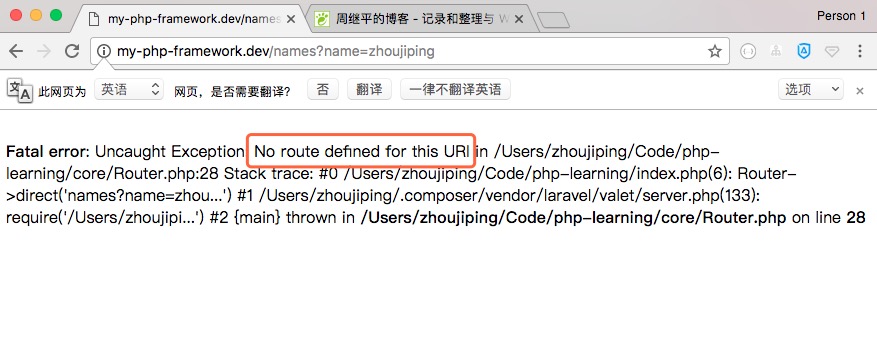 my-php-framework.dev/names
周继平的博客 - 记录和整理与 W
Person 1
my-php-framework.dev/names?name=zhoujiping
此网页为 英语 网页，是否需要翻译？ 否 翻译 一律不翻译英语 选项
Fatal error: Uncaught Exception: No route defined for this URI in /Users/zhoujiping/Code/php-
learning/core/Router.php:28 Stack trace: #0 /Users/zhoujiping/Code/php-learning/index.php(6): Router-
>direct('names?name=zhou...') #1 /Users/zhoujiping/.composer/vendor/laravel/valet/server.php(133):
require('/Users/zhoujipi...') #2 {main} thrown in /Users/zhoujiping/Code/php-learning/core/Router.php on line 28